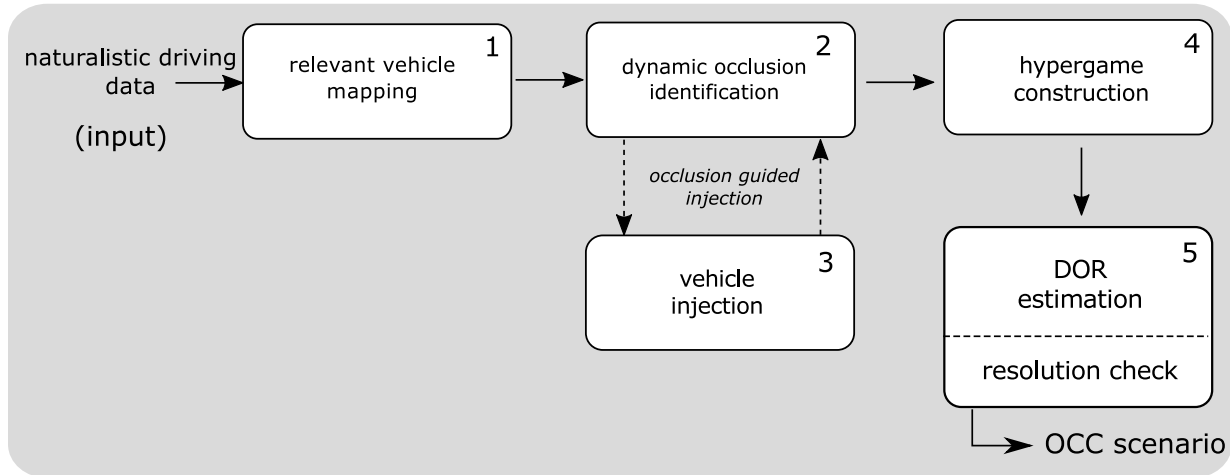 naturalistic driving
data
(input)
1
relevant vehicle
mapping
2
dynamic occlusion
identification
occlusion guided
injection
3
vehicle
injection
4
hypergame
construction
5
DOR
estimation
resolution check
OCC scenario